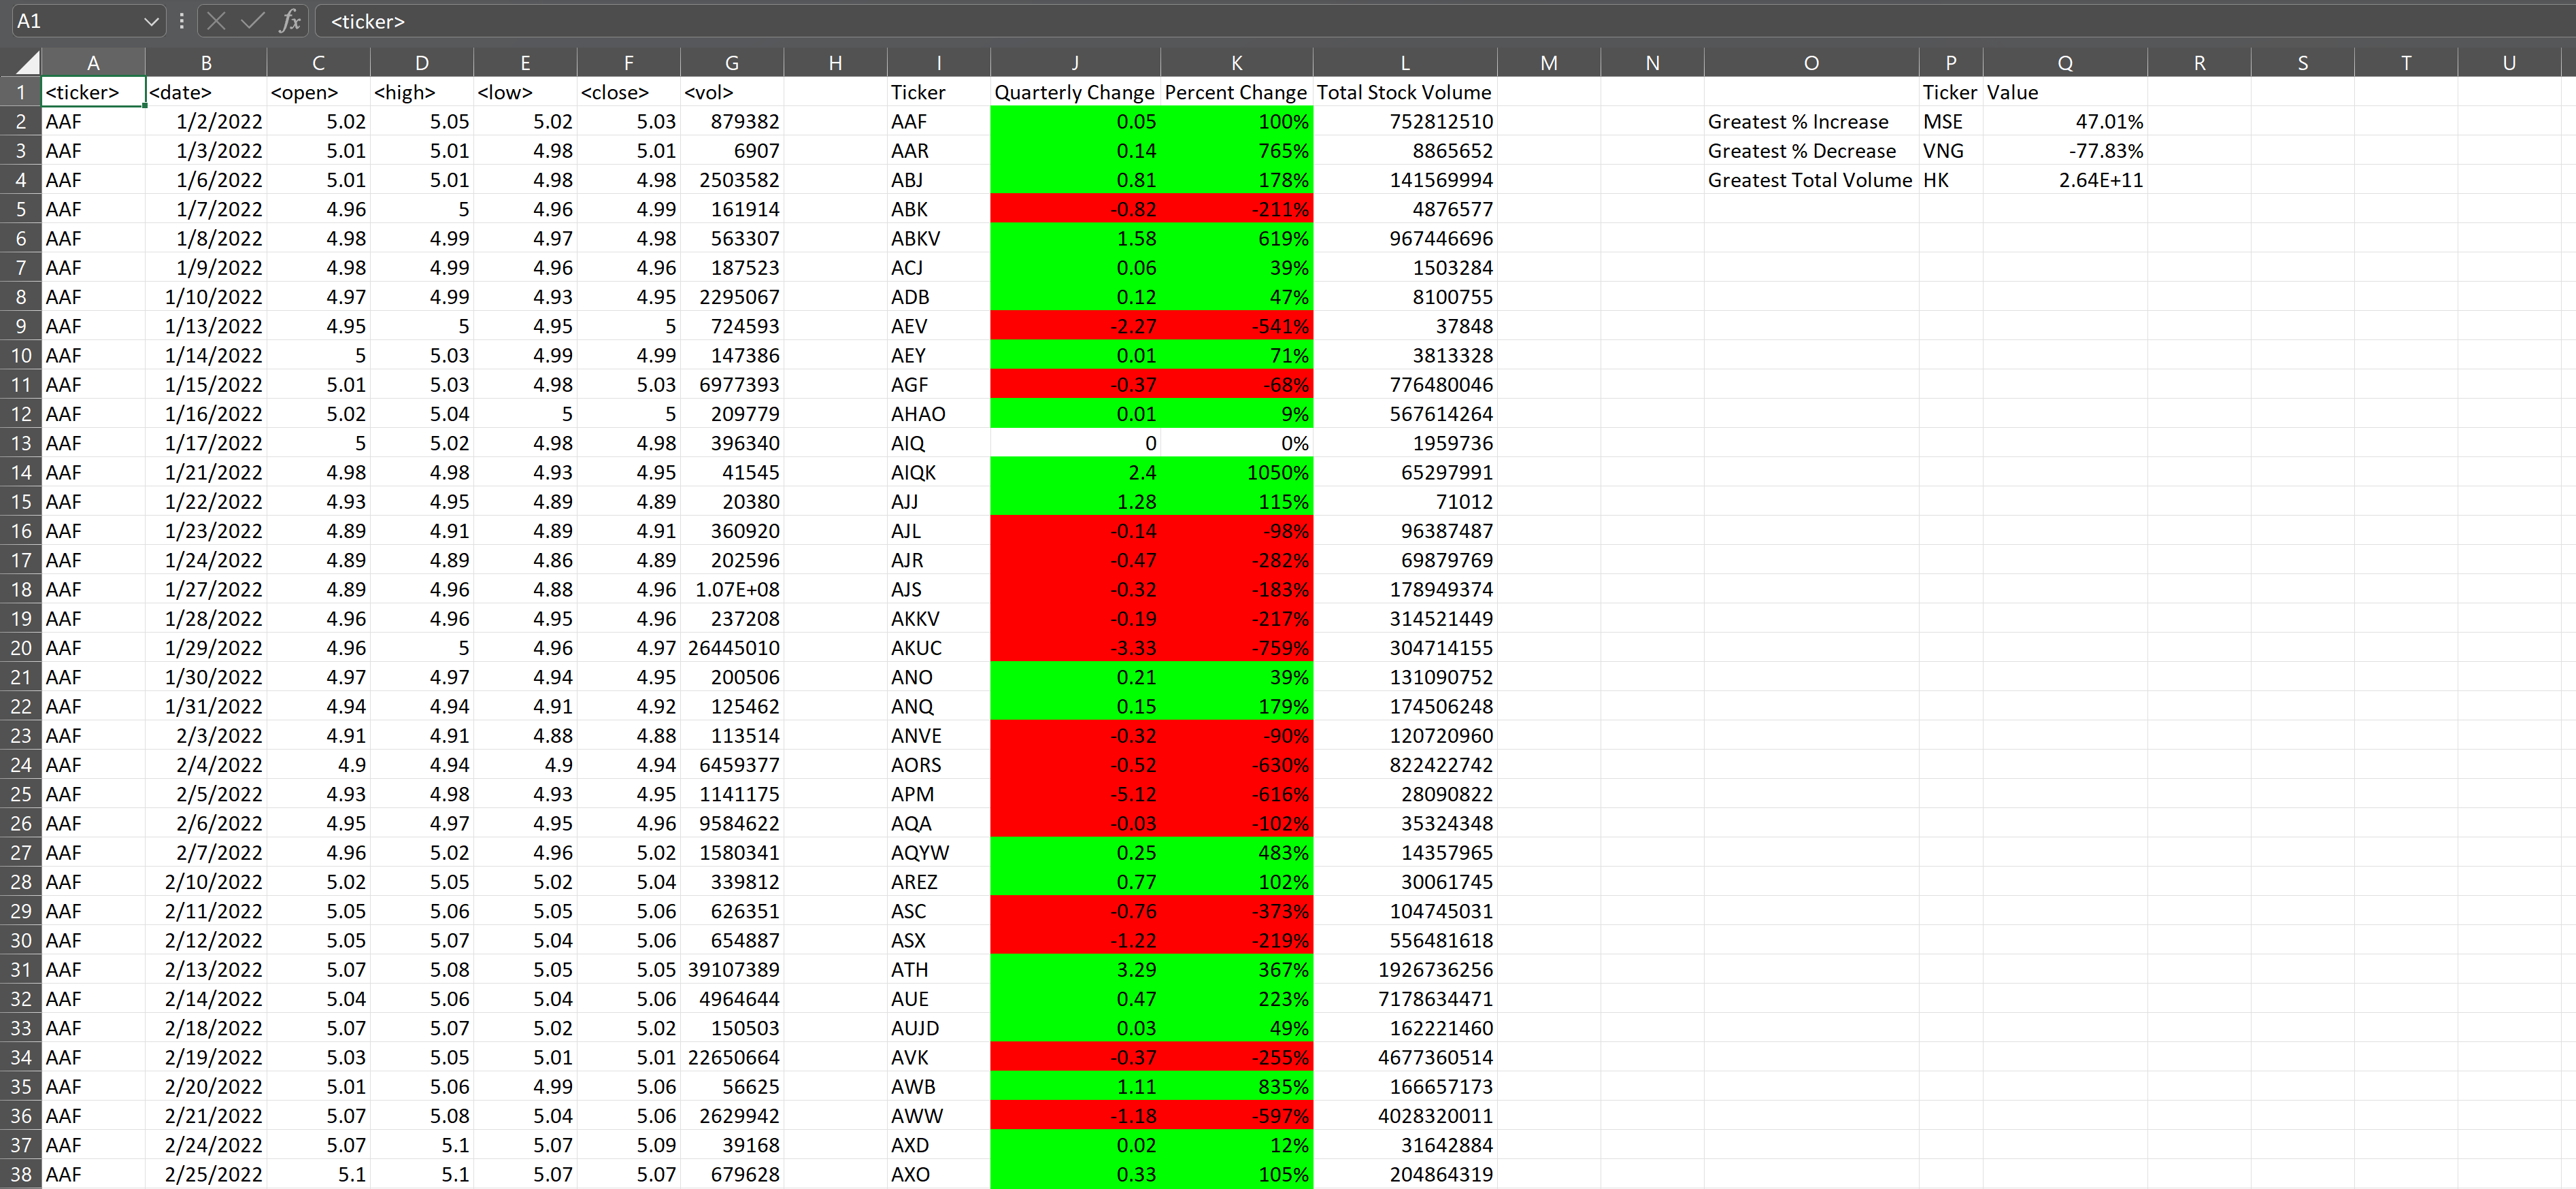 A1 fx <ticker>
A B C D E F G H I J K L M N O P Q R S T U
1 <ticker> <date> <open> <high> <low> <close> <vol> Ticker Quarterly Change Percent Change Total Stock Volume Ticker Value
2 AAF 1/2/2022 5.02 5.05 5.02 5.03 879382 AAF 0.05 100% 752812510 Greatest % Increase MSE 47.01%
3 AAF 1/3/2022 5.01 5.01 4.98 5.01 6907 AAR 0.14 765% 8865652 Greatest % Decrease VNG -77.83%
4 AAF 1/6/2022 5.01 5.01 4.98 4.98 2503582 ABJ 0.81 178% 141569994 Greatest Total Volume HK 2.64E+11
5 AAF 1/7/2022 4.96 5 4.96 4.99 161914 ABK -0.82 -211% 4876577
6 AAF 1/8/2022 4.98 4.99 4.97 4.98 563307 ABKV 1.58 619% 967446696
7 AAF 1/9/2022 4.98 4.99 4.96 4.96 187523 ACJ 0.06 39% 1503284
8 AAF 1/10/2022 4.97 4.99 4.93 4.95 2295067 ADB 0.12 47% 8100755
9 AAF 1/13/2022 4.95 5 4.95 5 724593 AEV -2.27 -541% 37848
10 AAF 1/14/2022 5 5.03 4.99 4.99 147386 AEY 0.01 71% 3813328
11 AAF 1/15/2022 5.01 5.03 4.98 5.03 6977393 AGF -0.37 -68% 776480046
12 AAF 1/16/2022 5.02 5.04 5 5 209779 AHAO 0.01 9% 567614264
13 AAF 1/17/2022 5 5.02 4.98 4.98 396340 AIQ 0 0% 1959736
14 AAF 1/21/2022 4.98 4.98 4.93 4.95 41545 AIQK 2.4 1050% 65297991
15 AAF 1/22/2022 4.93 4.95 4.89 4.89 20380 AJJ 1.28 115% 71012
16 AAF 1/23/2022 4.89 4.91 4.89 4.91 360920 AJL -0.14 -98% 96387487
17 AAF 1/24/2022 4.89 4.89 4.86 4.89 202596 AJR -0.47 -282% 69879769
18 AAF 1/27/2022 4.89 4.96 4.88 4.96 1.07E+08 AJS -0.32 -183% 178949374
19 AAF 1/28/2022 4.96 4.96 4.95 4.96 237208 AKKV -0.19 -217% 314521449
20 AAF 1/29/2022 4.96 5 4.96 4.97 26445010 AKUC -3.33 -759% 304714155
21 AAF 1/30/2022 4.97 4.97 4.94 4.95 200506 ANO 0.21 39% 131090752
22 AAF 1/31/2022 4.94 4.94 4.91 4.92 125462 ANQ 0.15 179% 174506248
23 AAF 2/3/2022 4.91 4.91 4.88 4.88 113514 ANVE -0.32 -90% 120720960
24 AAF 2/4/2022 4.9 4.94 4.9 4.94 6459377 AORS -0.52 -630% 822422742
25 AAF 2/5/2022 4.93 4.98 4.93 4.95 1141175 APM -5.12 -616% 28090822
26 AAF 2/6/2022 4.95 4.97 4.95 4.96 9584622 AQA -0.03 -102% 35324348
27 AAF 2/7/2022 4.96 5.02 4.96 5.02 1580341 AQYW 0.25 483% 14357965
28 AAF 2/10/2022 5.02 5.05 5.02 5.04 339812 AREZ 0.77 102% 30061745
29 AAF 2/11/2022 5.05 5.06 5.05 5.06 626351 ASC -0.76 -373% 104745031
30 AAF 2/12/2022 5.05 5.07 5.04 5.06 654887 ASX -1.22 -219% 556481618
31 AAF 2/13/2022 5.07 5.08 5.05 5.05 39107389 ATH 3.29 367% 1926736256
32 AAF 2/14/2022 5.04 5.06 5.04 5.06 4964644 AUE 0.47 223% 7178634471
33 AAF 2/18/2022 5.07 5.07 5.02 5.02 150503 AUJD 0.03 49% 162221460
34 AAF 2/19/2022 5.03 5.05 5.01 5.01 22650664 AVK -0.37 -255% 4677360514
35 AAF 2/20/2022 5.01 5.06 4.99 5.06 56625 AWB 1.11 835% 166657173
36 AAF 2/21/2022 5.07 5.08 5.04 5.06 2629942 AWW -1.18 -597% 4028320011
37 AAF 2/24/2022 5.07 5.1 5.07 5.09 39168 AXD 0.02 12% 31642884
38 AAF 2/25/2022 5.1 5.1 5.07 5.07 679628 AXO 0.33 105% 204864319